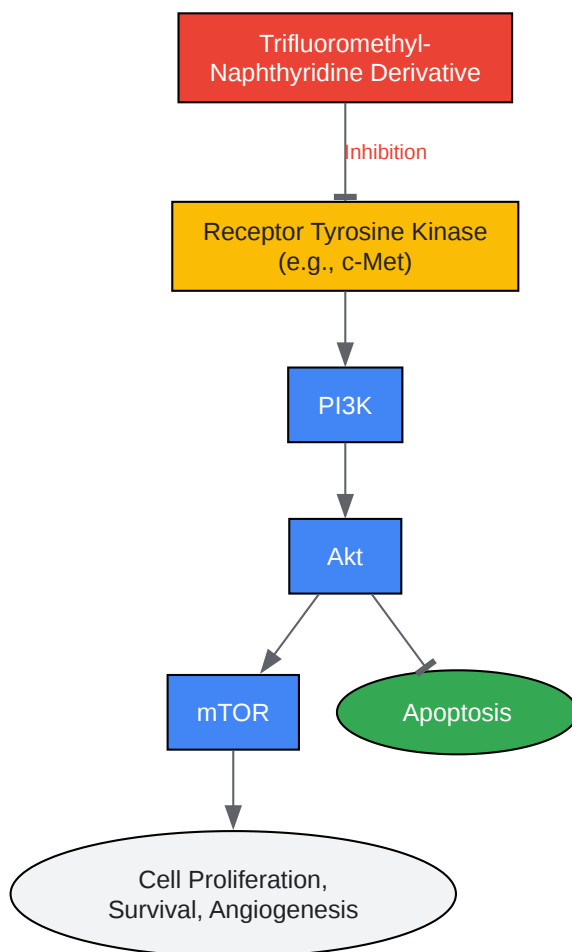 Trifluoromethyl-
Naphthyridine Derivative
Inhibition
Receptor Tyrosine Kinase
(e.g., c-Met)
PI3K
Akt
mTOR
Apoptosis
Cell Proliferation,
Survival, Angiogenesis